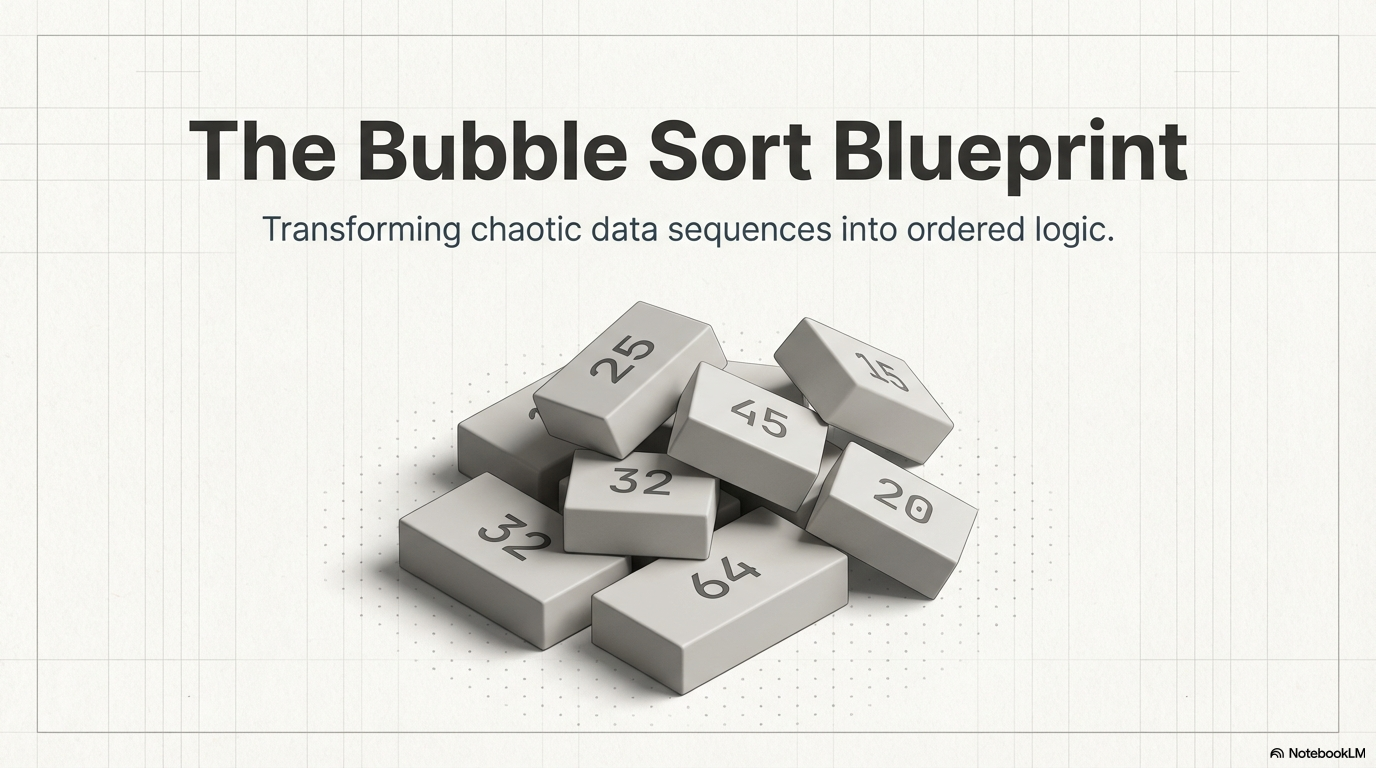 The Bubble Sort Blueprint
Transforming chaotic data sequences into ordered logic.
25
15
45
32
20
32
64
NotebookLM